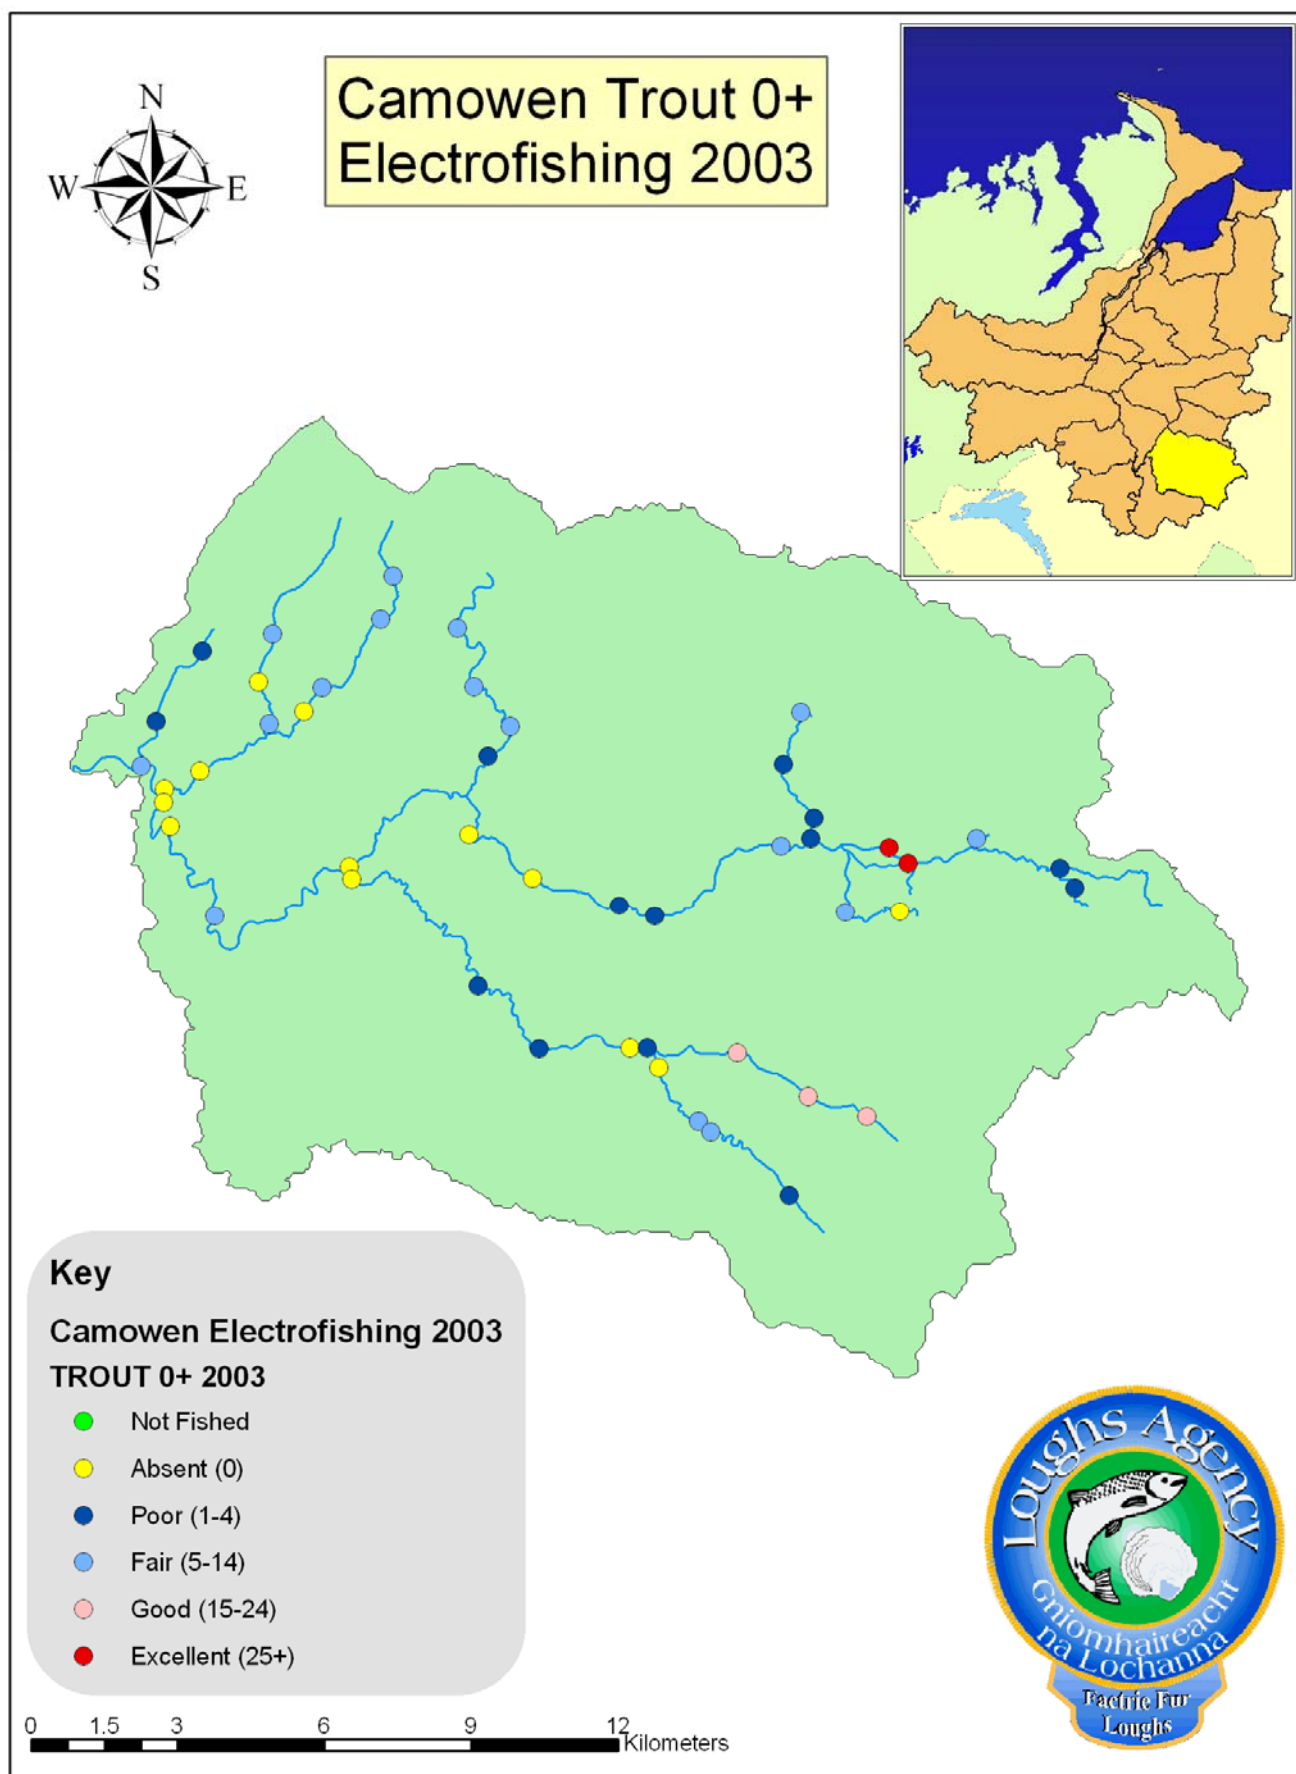 Camowen Trout 0+
Electrofishing 2003
N
W
E
S
Key
Camowen Electrofishing 2003
TROUT 0+ 2003
Not Fished
Absent (0)
Poor (1-4)
Fair (5-14)
Good (15-24)
Excellent (25+)
0
1.5
3
6
9
12
Kilometers
Loughs Agency
Gniomhaireacht
na Lochanna
Faetrie Fur
Loughs